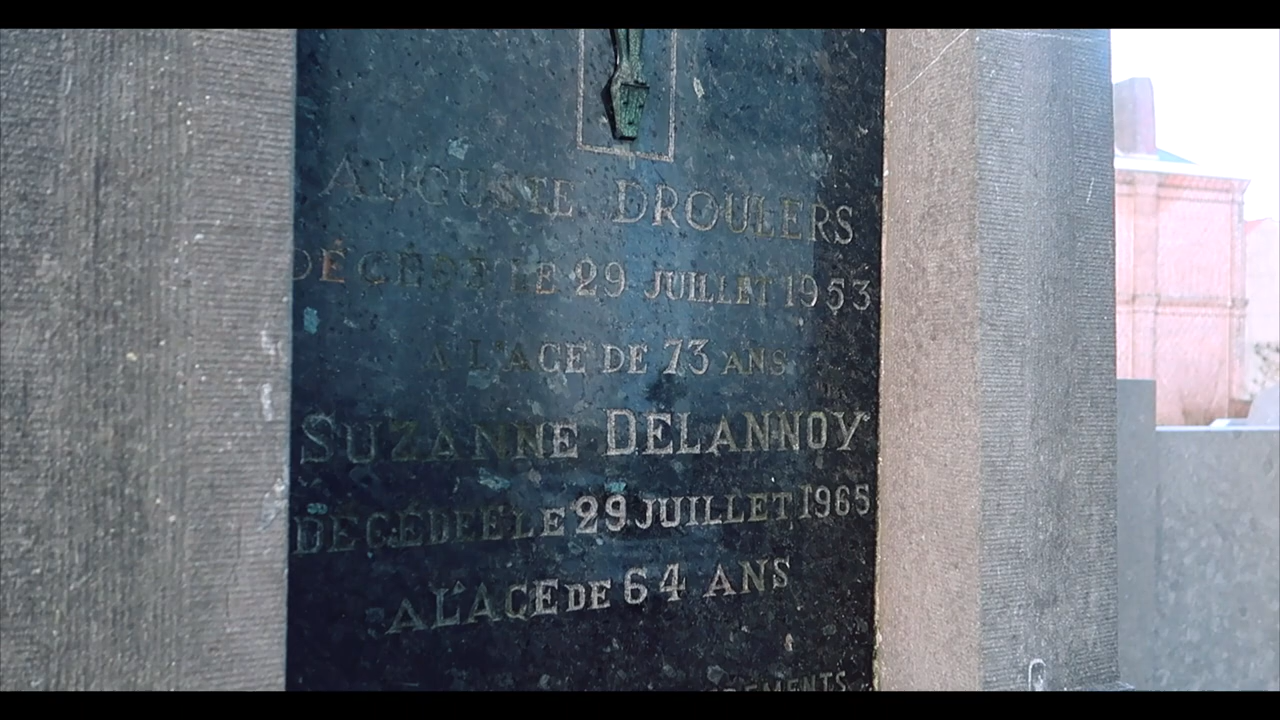 AUGUSTE DROULERS
DÉCÉDÉ LE 29 JUILLET 1953
A L'AGE DE 73 ANS
SUZANNE DELANNOY
DÉCÉDÉE LE 29 JUILLET 1965
A L'AGE DE 64 ANS